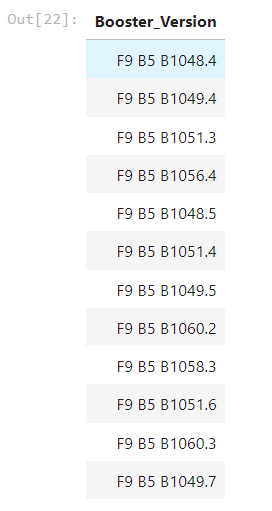 Out[22]: Booster_Version
F9 B5 B1048.4
F9 B5 B1049.4
F9 B5 B1051.3
F9 B5 B1056.4
F9 B5 B1048.5
F9 B5 B1051.4
F9 B5 B1049.5
F9 B5 B1060.2
F9 B5 B1058.3
F9 B5 B1051.6
F9 B5 B1060.3
F9 B5 B1049.7